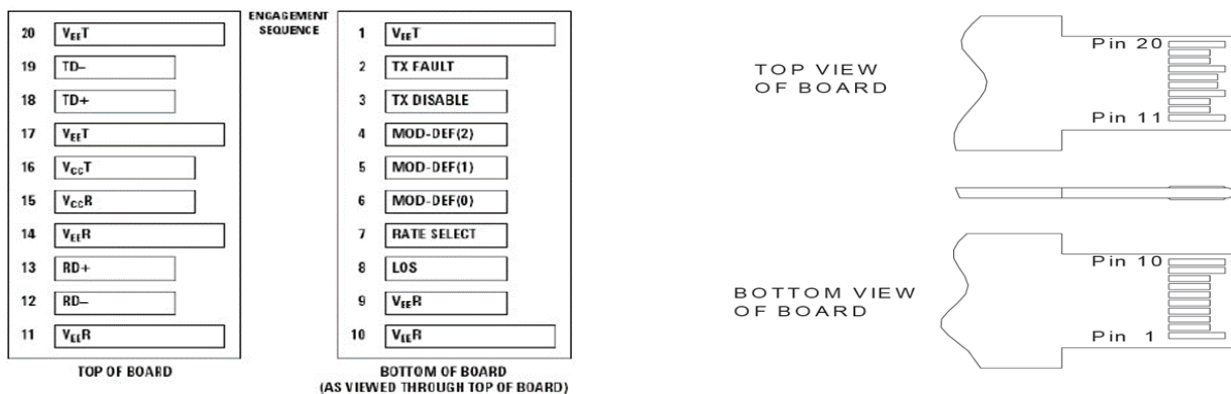 ENGAGEMENT
SEQUENCE
20 VEET
19 TD–
18 TD+
17 VEET
16 VCCT
15 VCCR
14 VEER
13 RD+
12 RD–
11 VEER
TOP OF BOARD
1 VEET
2 TX FAULT
3 TX DISABLE
4 MOD-DEF(2)
5 MOD-DEF(1)
6 MOD-DEF(0)
7 RATE SELECT
8 LOS
9 VEER
10 VEER
BOTTOM OF BOARD
(AS VIEWED THROUGH TOP OF BOARD)
TOP VIEW
OF BOARD
Pin 20
Pin 11
BOTTOM VIEW
OF BOARD
Pin 10
Pin 1